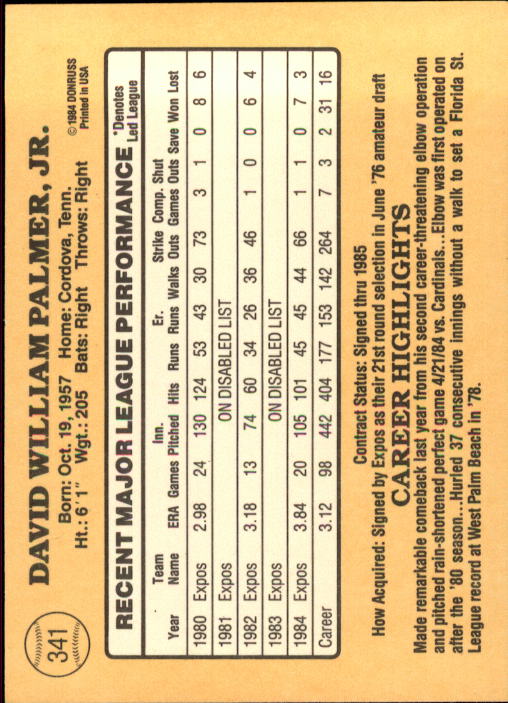 341
DAVID WILLIAM PALMER, JR.
Born: Oct. 19, 1957 Home: Cordova, Tenn.
Ht.: 6'1" Wgt.: 205 Bats: Right Throws: Right
© 1984 DONRUSS
Printed in USA
RECENT MAJOR LEAGUE PERFORMANCE
*Denotes
Led League
Team Inn. Er. Strike Comp. Shut
Year Name ERA Games Pitched Hits Runs Runs Walks Outs Games Outs Save Won Lost
1980 Expos 2.98 24 130 124 53 43 30 73 3 1 0 8 6
1981 Expos ON DISABLED LIST
1982 Expos 3.18 13 74 60 34 26 36 46 1 0 0 6 4
1983 Expos ON DISABLED LIST
1984 Expos 3.84 20 105 101 45 45 44 66 1 1 0 7 3
Career 3.12 98 442 404 177 153 142 264 7 3 2 31 16
Contract Status: Signed thru 1985
How Acquired: Signed by Expos as their 21st round selection in June '76 amateur draft
CAREER HIGHLIGHTS
Made remarkable comeback last year from his second career-threatening elbow operation
and pitched rain-shortened perfect game 4/21/84 vs. Cardinals...Elbow was first operated on
after the '80 season...Hurled 37 consecutive innings without a walk to set a Florida St.
League record at West Palm Beach in '78.